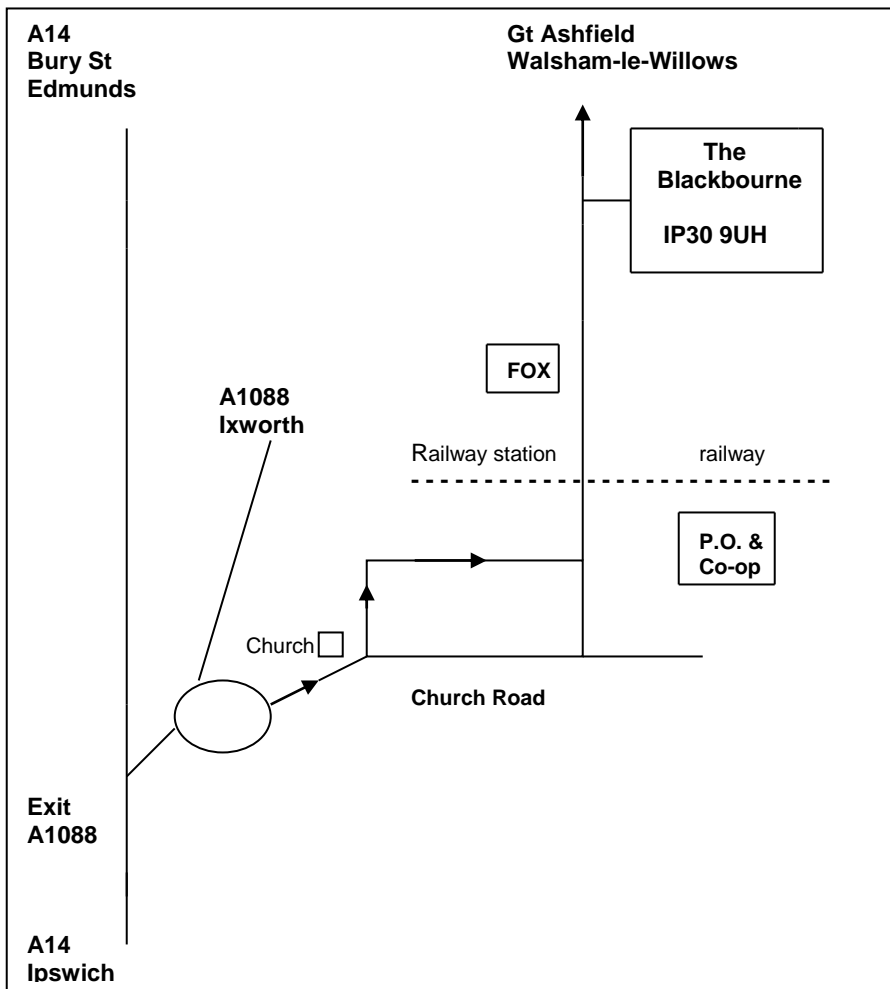 A14
Bury St
Edmunds
Gt Ashfield
Walsham-le-Willows
The
Blackbourne
IP30 9UH
FOX
A1088
Ixworth
Railway station
railway
P.O. &
Co-op
Church
Church Road
Exit
A1088
A14
Ipswich